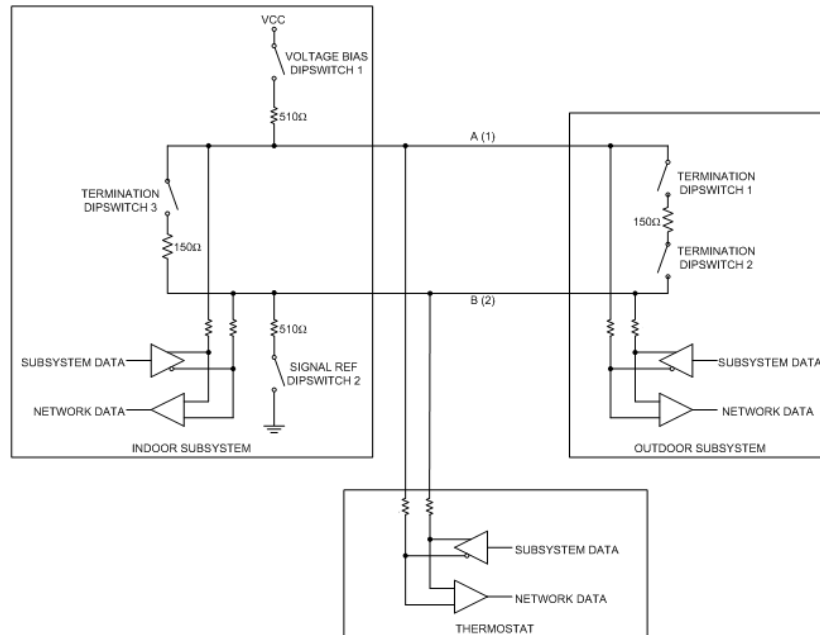 VCC
VOLTAGE BIAS
DIPSWITCH 1
510Ω
A (1)
TERMINATION
DIPSWITCH 3
150Ω
TERMINATION
DIPSWITCH 1
150Ω
TERMINATION
DIPSWITCH 2
B (2)
510Ω
SIGNAL REF
DIPSWITCH 2
SUBSYSTEM DATA
NETWORK DATA
INDOOR SUBSYSTEM
SUBSYSTEM DATA
NETWORK DATA
OUTDOOR SUBSYSTEM
SUBSYSTEM DATA
NETWORK DATA
THERMOSTAT